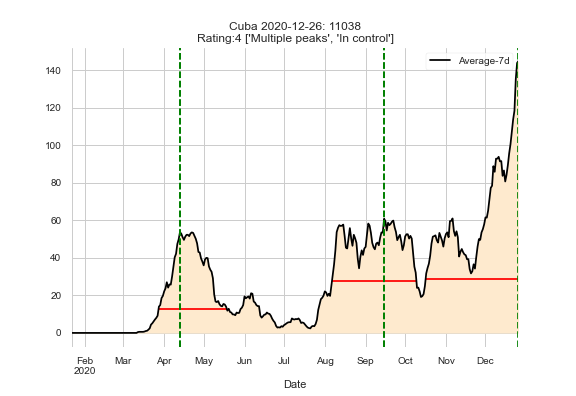 Cuba 2020-12-26: 11038
Rating:4 ['Multiple peaks', 'In control']
Average-7d
140
120
100
80
60
40
20
0
Feb Mar Apr May Jun Jul Aug Sep Oct Nov Dec
2020
Date